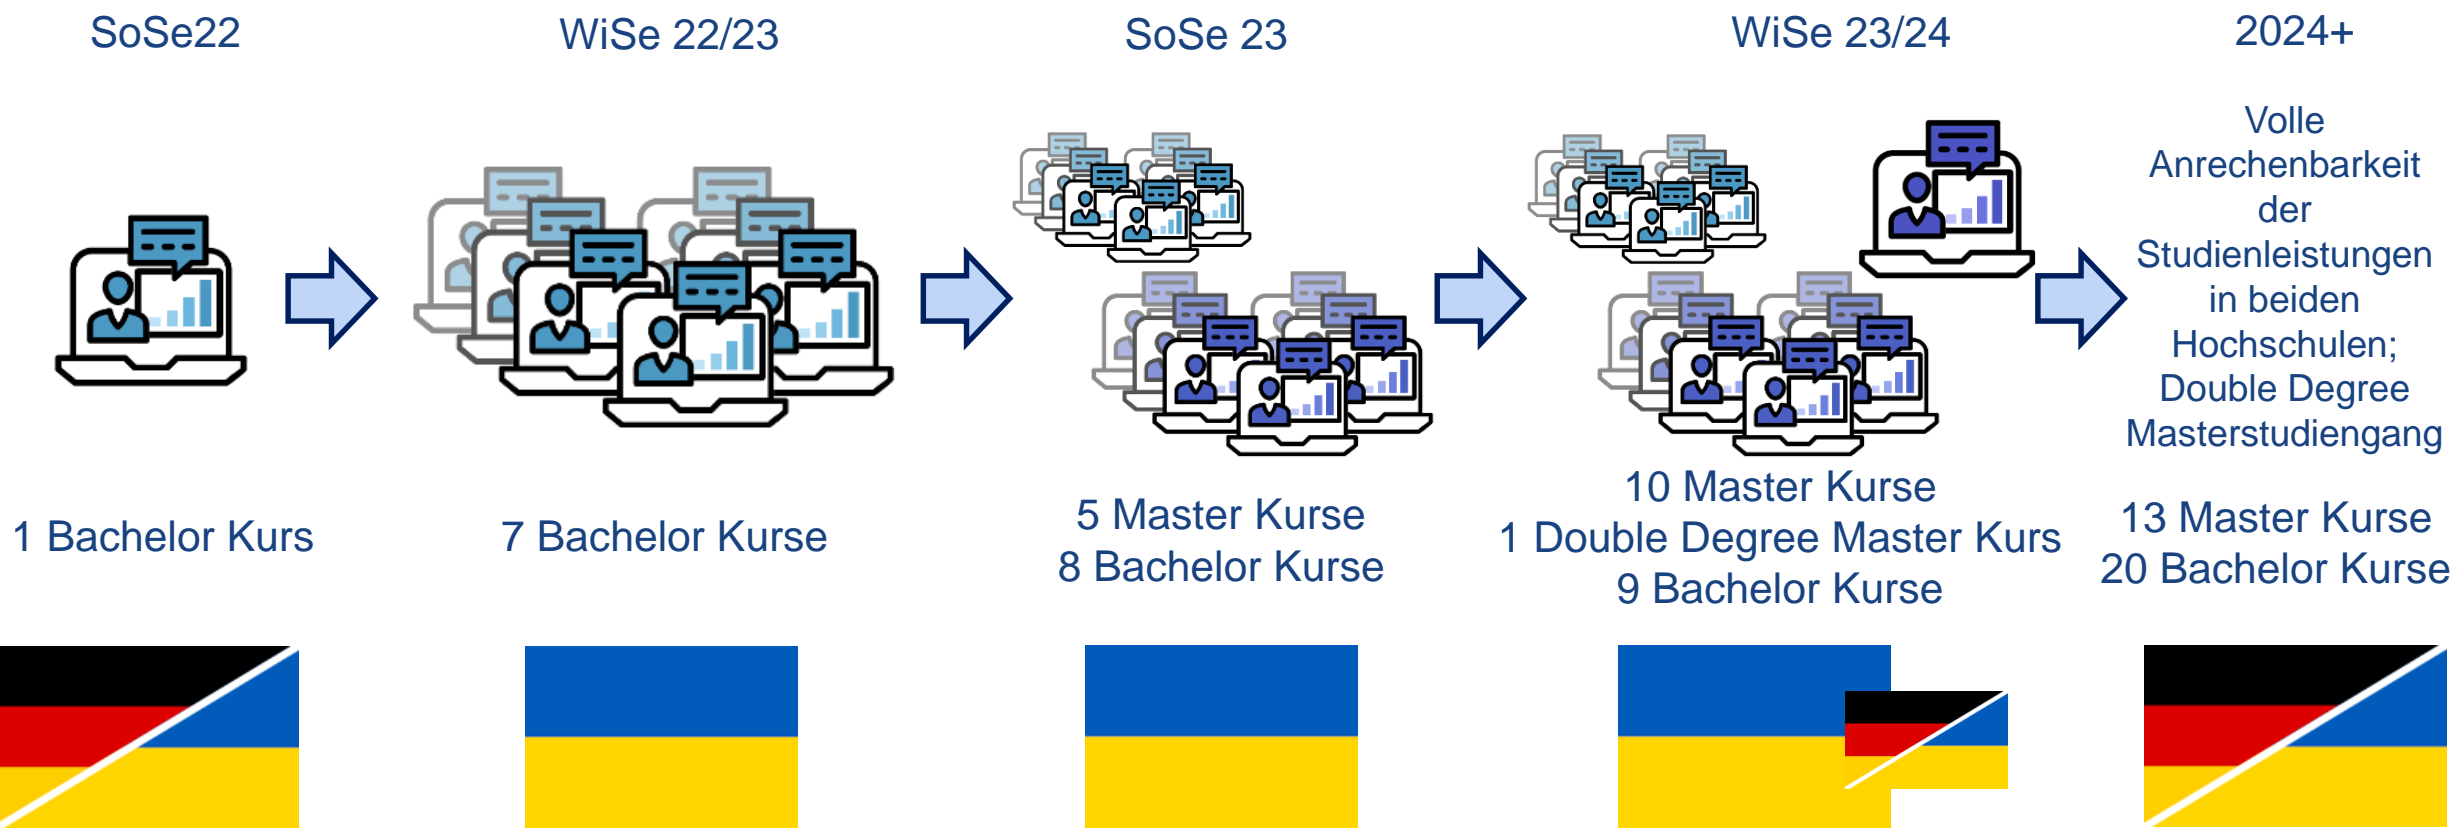 SoSe22
WiSe 22/23
SoSe 23
WiSe 23/24
2024+
Volle
Anrechenbarkeit
der
Studienleistungen
in beiden
Hochschulen;
Double Degree
Masterstudiengang
1 Bachelor Kurs
7 Bachelor Kurse
5 Master Kurse
8 Bachelor Kurse
10 Master Kurse
1 Double Degree Master Kurs
9 Bachelor Kurse
13 Master Kurse
20 Bachelor Kurse